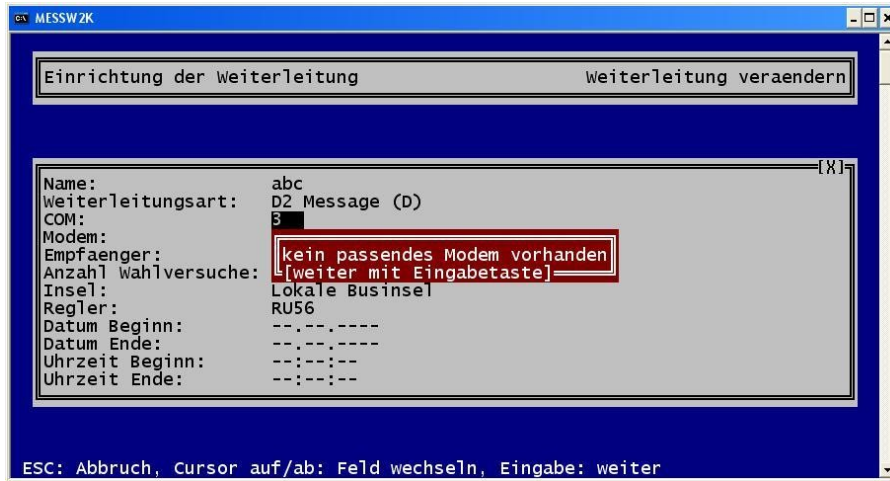 MESSW2K
Einrichtung der Weiterleitung Weiterleitung veraendern
[X]
Name: abc
Weiterleitungsart: D2 Message (D)
COM: 3
Modem:
Empfaenger: kein passendes Modem vorhanden
Anzahl Wahlversuche: [weiter mit Eingabetaste]
Insel: Lokale Businsel
Regler: RU56
Datum Beginn: --.--.----
Datum Ende: --.--.----
Uhrzeit Beginn: --:--:--
Uhrzeit Ende: --:--:--
ESC: Abbruch, Cursor auf/ab: Feld wechseln, Eingabe: weiter